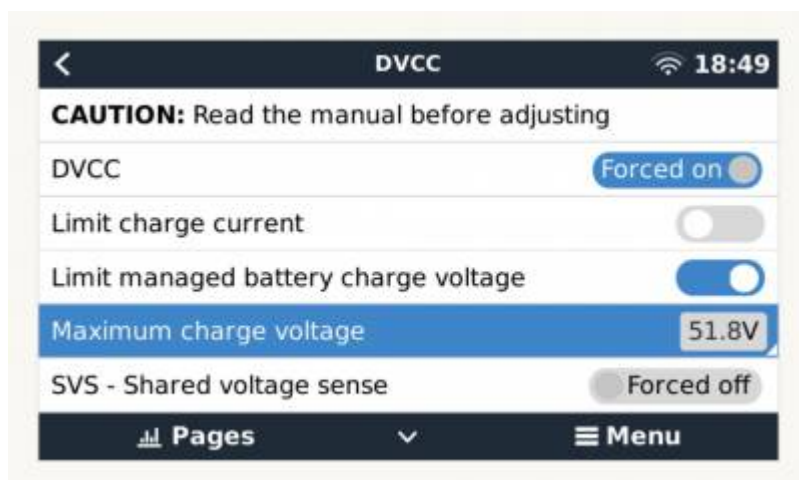 DVCC 18:49
CAUTION: Read the manual before adjusting
DVCC Forced on
Limit charge current
Limit managed battery charge voltage
Maximum charge voltage 51.8V
SVS - Shared voltage sense Forced off
Pages Menu